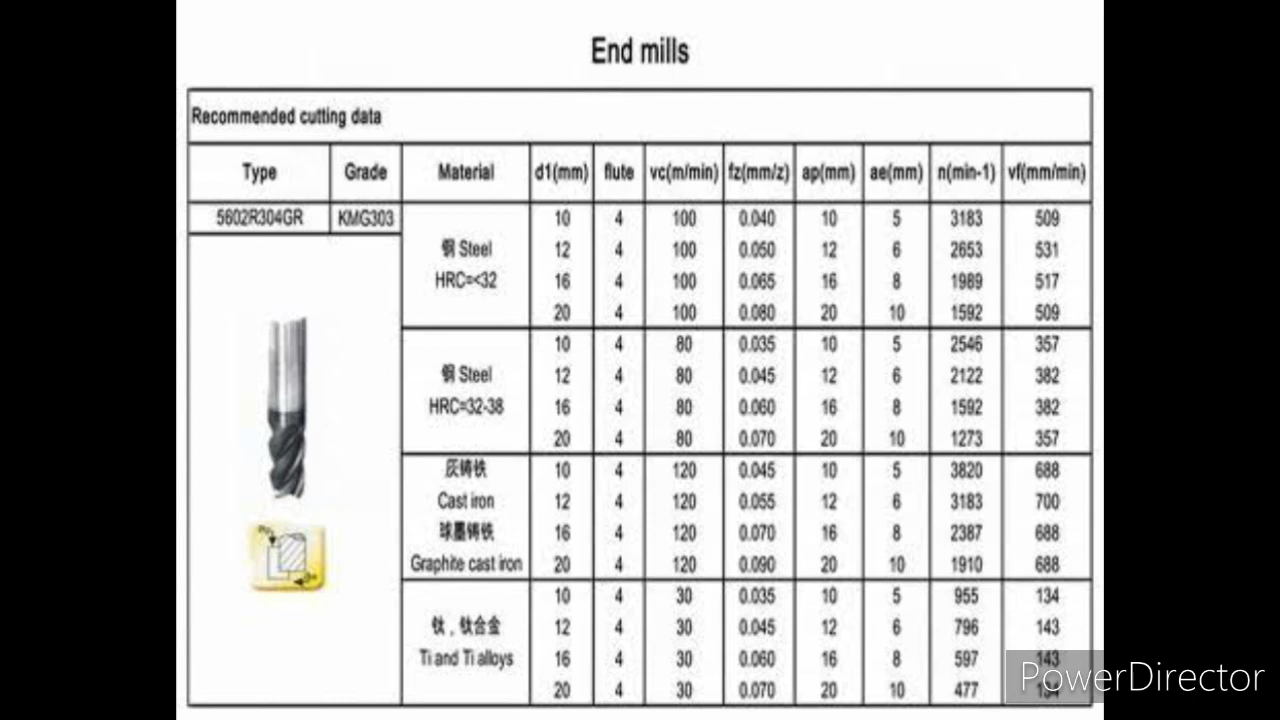 End mills
Recommended cutting data
Type Grade Material d1(mm) flute vc(m/min) fz(mm/z) ap(mm) ae(mm) n(min-1) vf(mm/min)
5602R304GR KMG303 10 4 100 0.040 10 5 3183 509
钢 Steel 12 4 100 0.050 12 6 2653 531
HRC=<32 16 4 100 0.065 16 8 1989 517
20 4 100 0.080 20 10 1592 509
10 4 80 0.035 10 5 2546 357
钢 Steel 12 4 80 0.045 12 6 2122 382
HRC=32-38 16 4 80 0.060 16 8 1592 382
20 4 80 0.070 20 10 1273 357
灰铸铁 10 4 120 0.045 10 5 3820 688
Cast iron 12 4 120 0.055 12 6 3183 700
球墨铸铁 16 4 120 0.070 16 8 2387 688
Graphite cast iron 20 4 120 0.090 20 10 1910 688
10 4 30 0.035 10 5 955 134
钛，钛合金 12 4 30 0.045 12 6 796 143
Ti and Ti alloys 16 4 30 0.060 16 8 597 143
20 4 30 0.070 20 10 477 134
PowerDirector